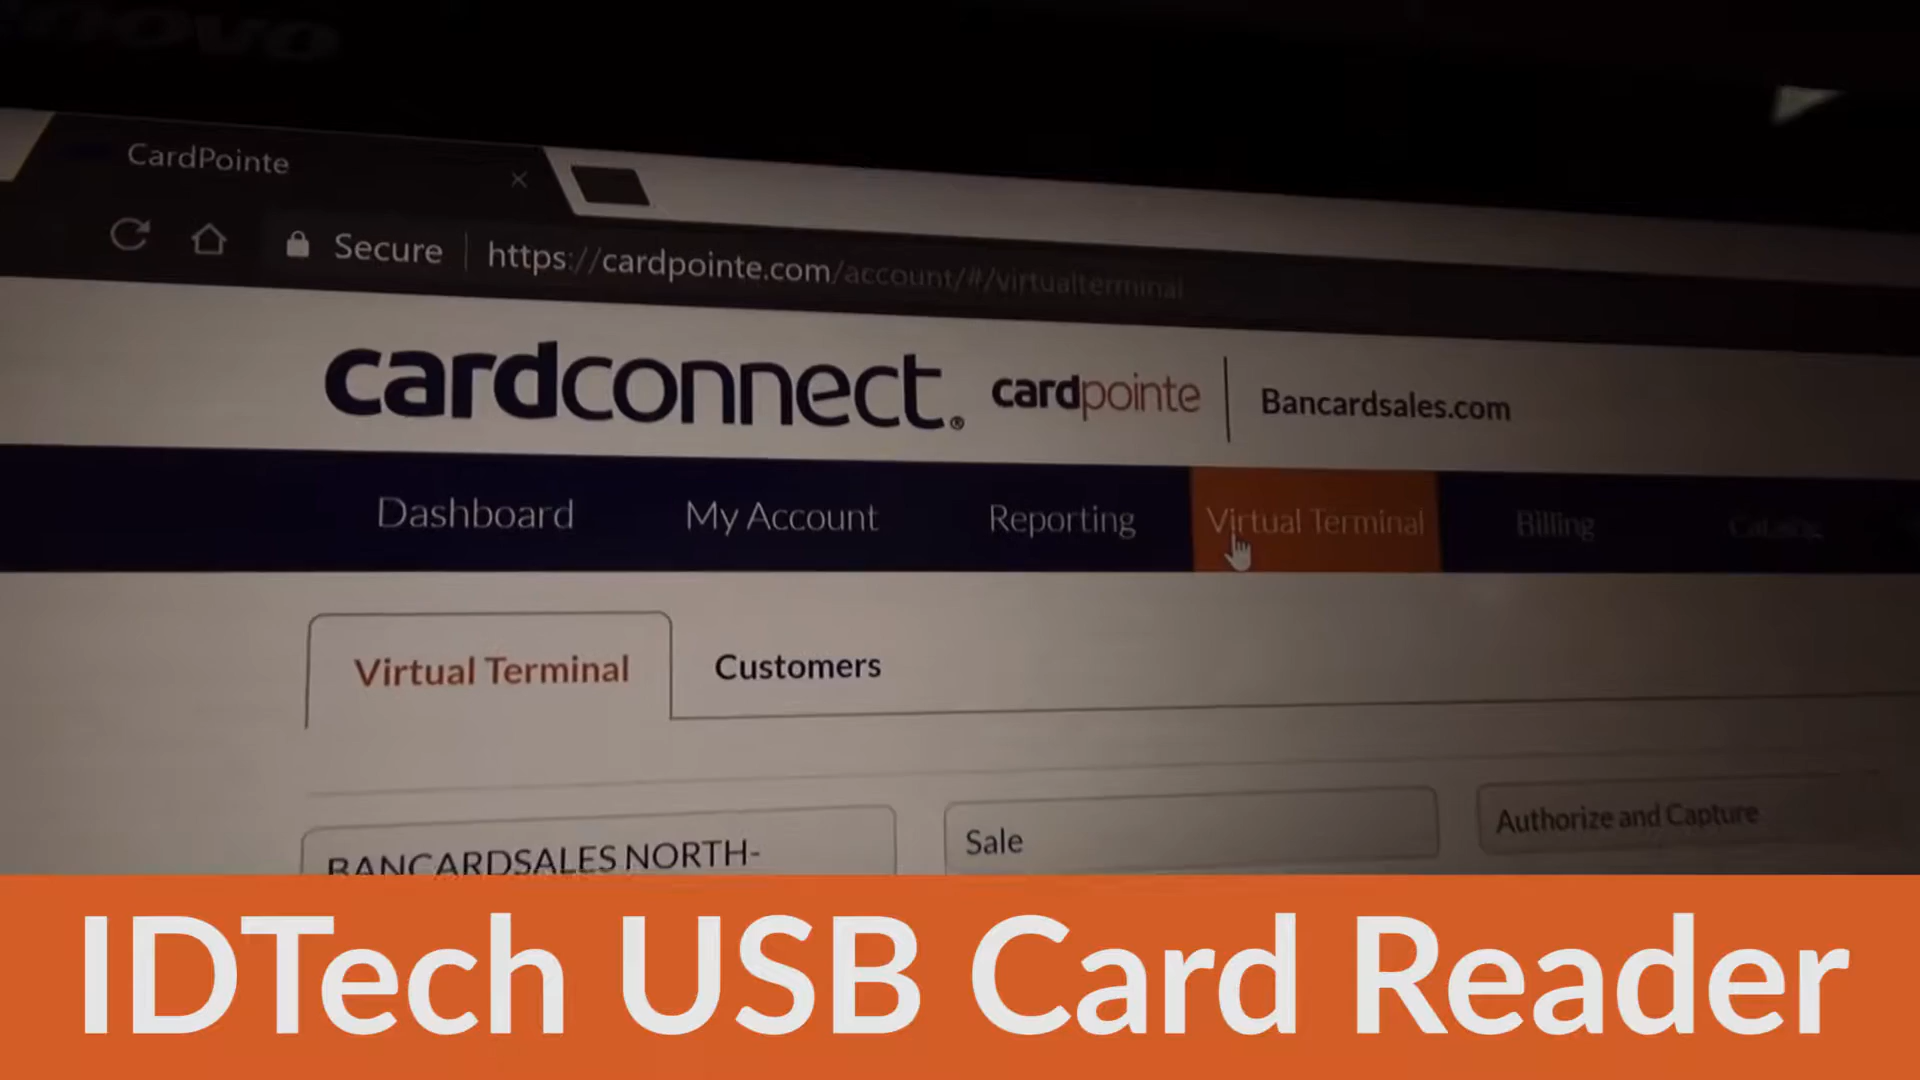 CardPointe
Secure https://cardpointe.com/account/#/virtualterminal
cardconnect® cardpointe Bancardsales.com
Dashboard My Account Reporting Virtual Terminal Billing Catalog
Virtual Terminal Customers
BANCARDSALES NORTH- Sale Authorize and Capture
IDTech USB Card Reader